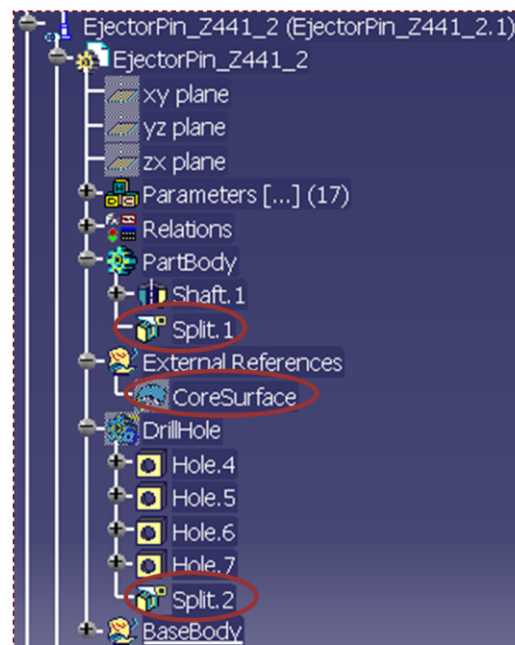 EjectorPin_Z441_2 (EjectorPin_Z441_2.1)
EjectorPin_Z441_2
xy plane
yz plane
zx plane
Parameters [...] (17)
Relations
PartBody
Shaft.1
Split.1
External References
CoreSurface
DrillHole
Hole.4
Hole.5
Hole.6
Hole.7
Split.2
BaseBody